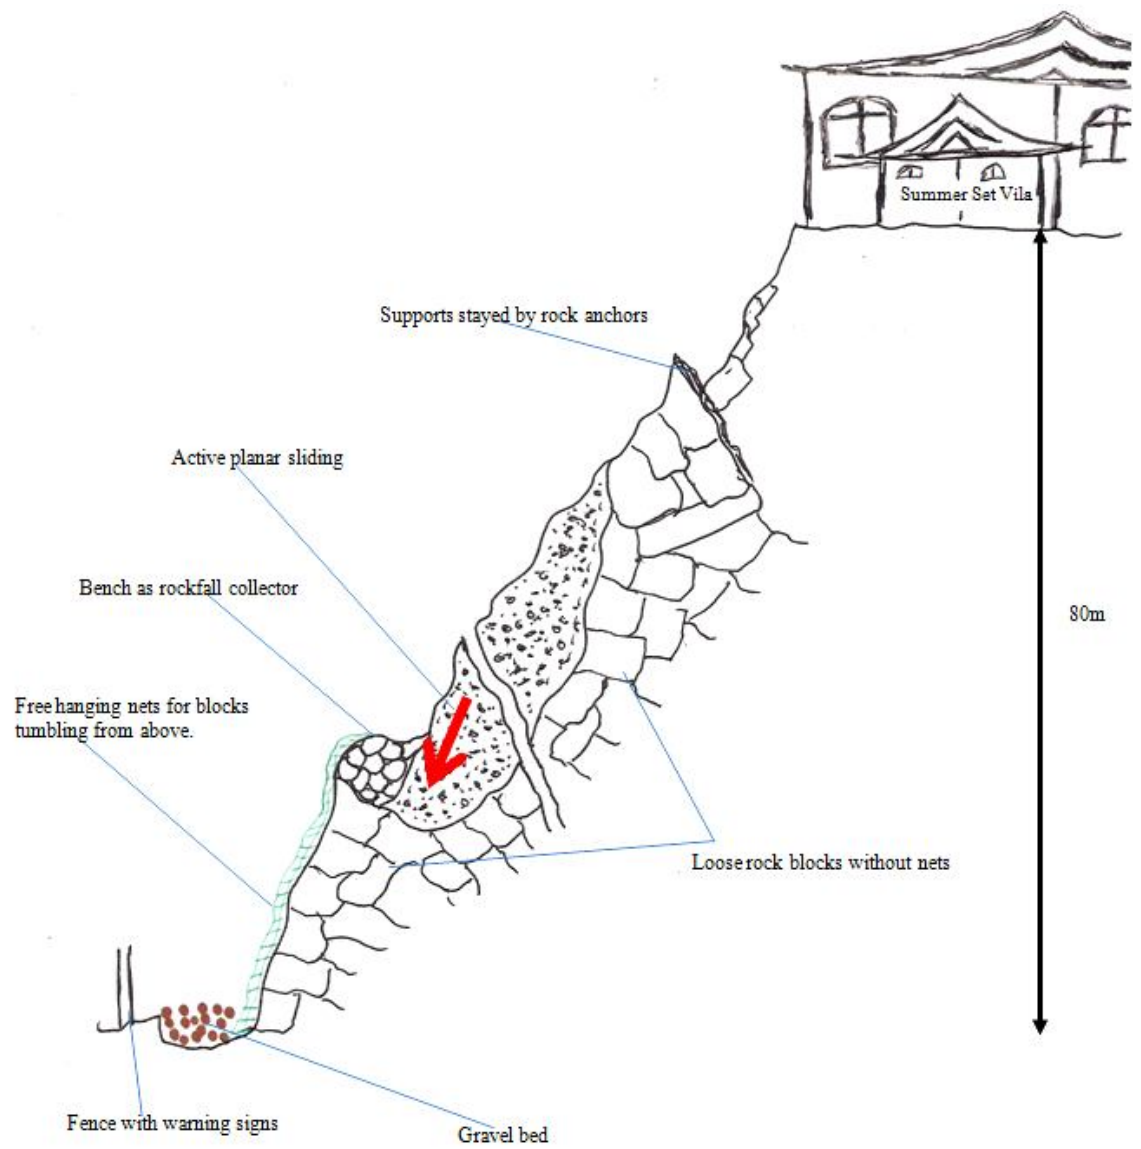 Summer Set Vila
Supports stayed by rock anchors
Active planar sliding
Bench as rockfall collector
80m
Free hanging nets for blocks
tumbling from above.
Loose rock blocks without nets
Fence with warning signs
Gravel bed